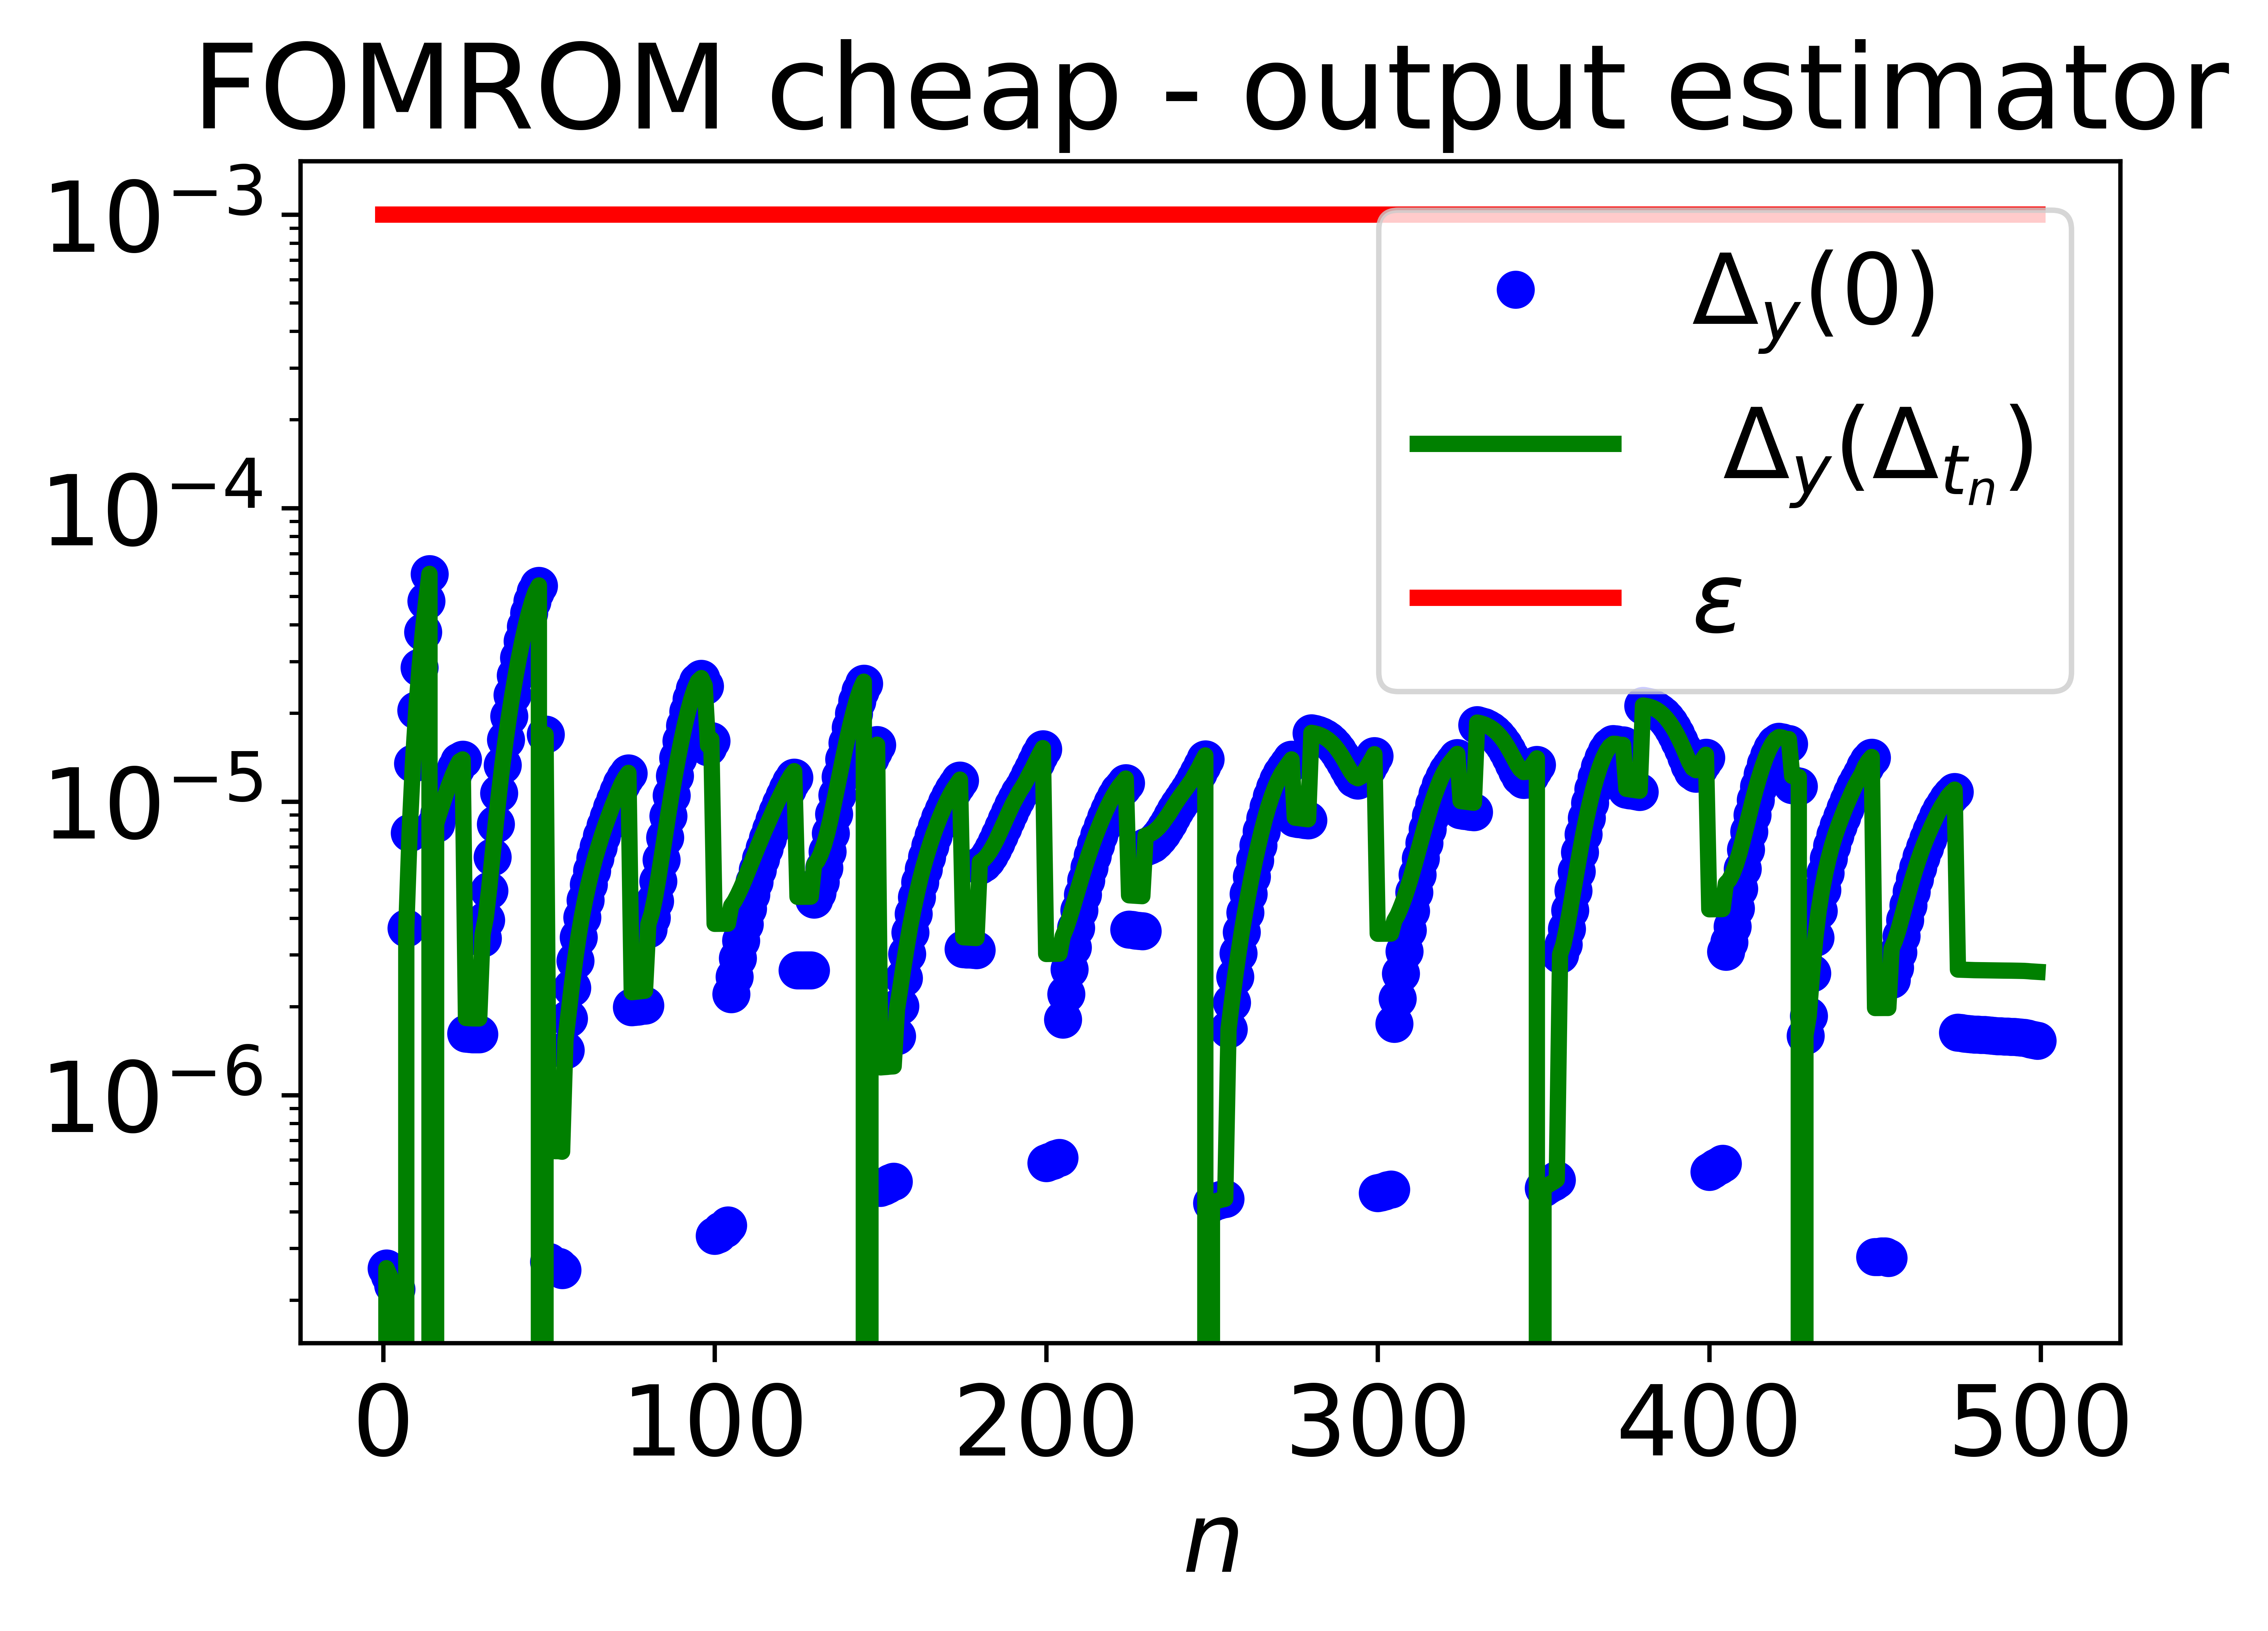 FOMROM cheap - output estimator
10⁻³
10⁻⁴
10⁻⁵
10⁻⁶
Δ_y(0)
Δ_y(Δ_{t_n})
ε
0 100 200 300 400 500
n